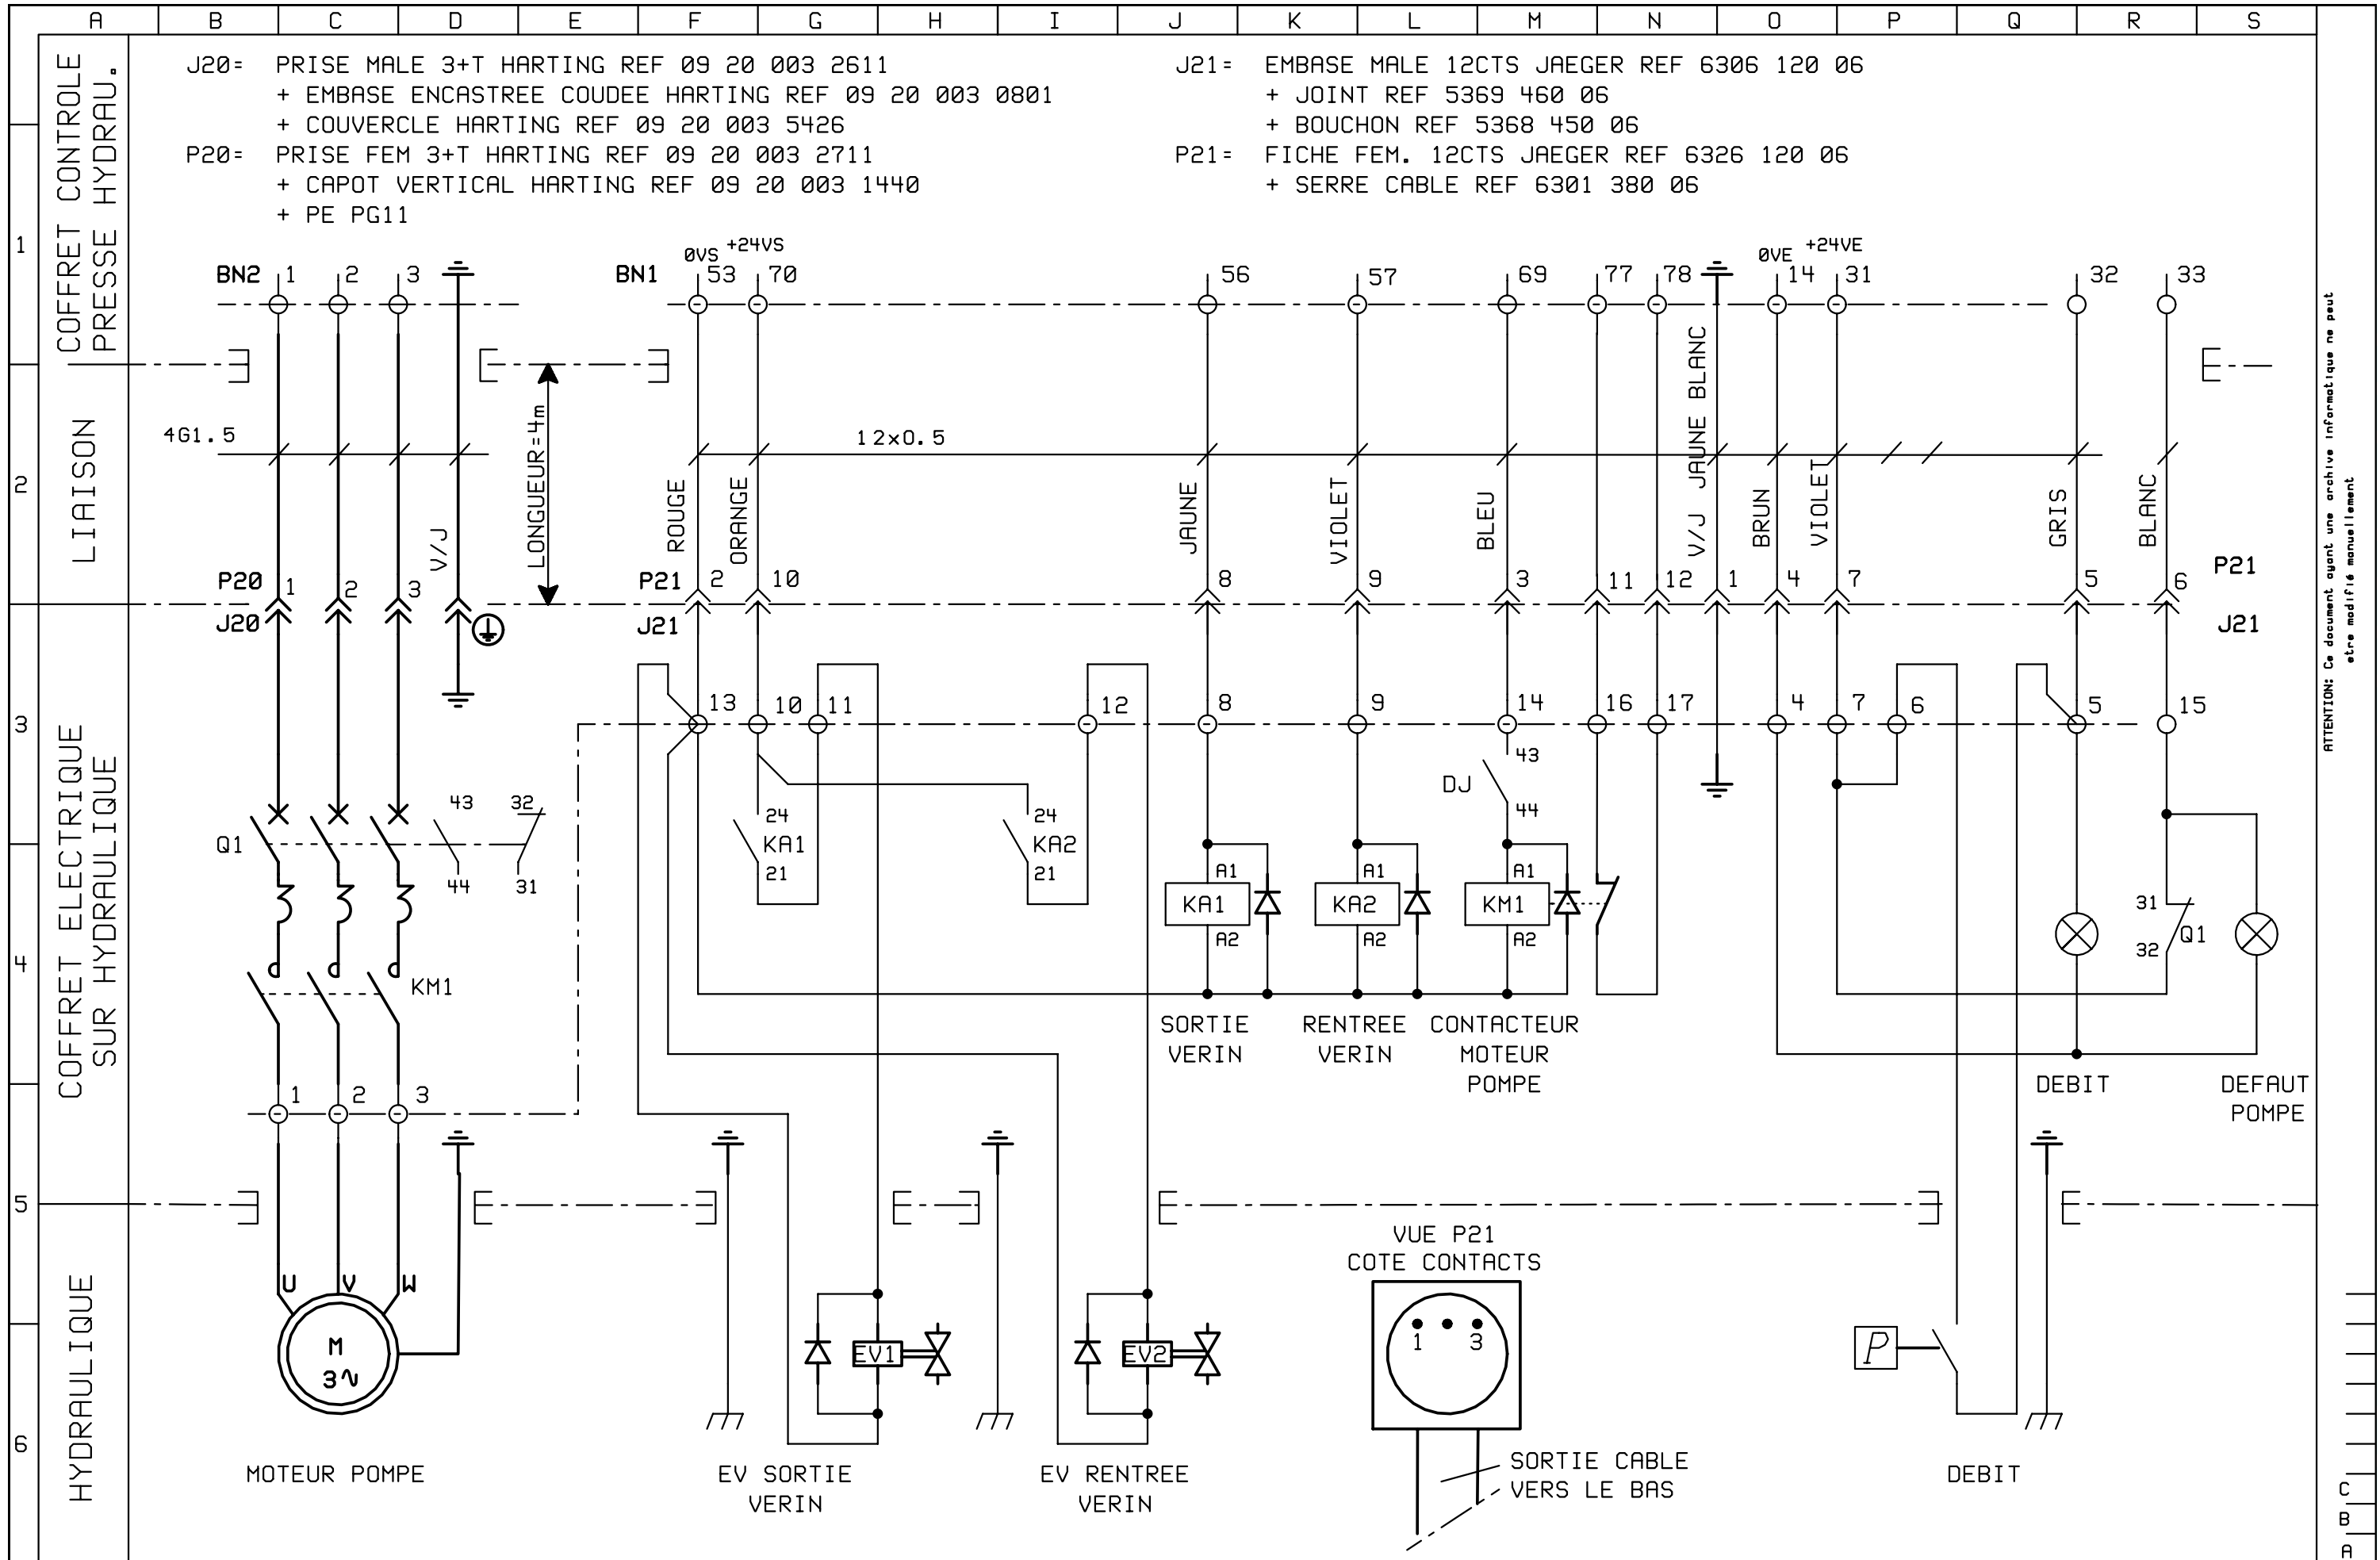 A B C D E F G H I J K L M N O P Q R S
COFFRET CONTROLE
PRESSE HYDRAU.
J20= PRISE MALE 3+T HARTING REF 09 20 003 2611
+ EMBASE ENCASTREE COUDEE HARTING REF 09 20 003 0801
+ COUVERCLE HARTING REF 09 20 003 5426
P20= PRISE FEM 3+T HARTING REF 09 20 003 2711
+ CAPOT VERTICAL HARTING REF 09 20 003 1440
+ PE PG11
J21= EMBASE MALE 12CTS JAEGER REF 6306 120 06
+ JOINT REF 5369 460 06
+ BOUCHON REF 5368 450 06
P21= FICHE FEM. 12CTS JAEGER REF 6326 120 06
+ SERRE CABLE REF 6301 380 06
1
0VS +24VS 0VE +24VE
BN2 1 2 3 BN1 53 70 56 57 69 77 78 14 31 32 33
LIAISON
2
4G1.5
LONGUEUR=4m
12x0.5
V/J
ROUGE
ORANGE
JAUNE
VIOLET
BLEU
V/J JAUNE BLANC
BRUN
VIOLET
GRIS
BLANC
P20 1 2 3 P21 2 10 8 9 3 11 12 1 4 7 5 6 P21
J20 J21 J21
COFFRET ELECTRIQUE
SUR HYDRAULIQUE
3
13 10 11 12 8 9 14 16 17 4 7 6 5 15
43
DJ
44
43 32
Q1
44 31
24
KA1
21
24
KA2
21
A1
KA1
A2
A1
KA2
A2
A1
KM1
A2
31
Q1
32
4
KM1
SORTIE
VERIN
RENTREE
VERIN
CONTACTEUR
MOTEUR
POMPE
DEBIT
DEFAUT
POMPE
1 2 3
5
HYDRAULIQUE
VUE P21
COTE CONTACTS
U V W
M
3∿
EV1
EV2
1 3
P
6
MOTEUR POMPE
EV SORTIE
VERIN
EV RENTREE
VERIN
SORTIE CABLE
VERS LE BAS
DEBIT
C
B
A
ATTENTION: Ce document ayant une archive informatique ne peut
etre modifié manuellement